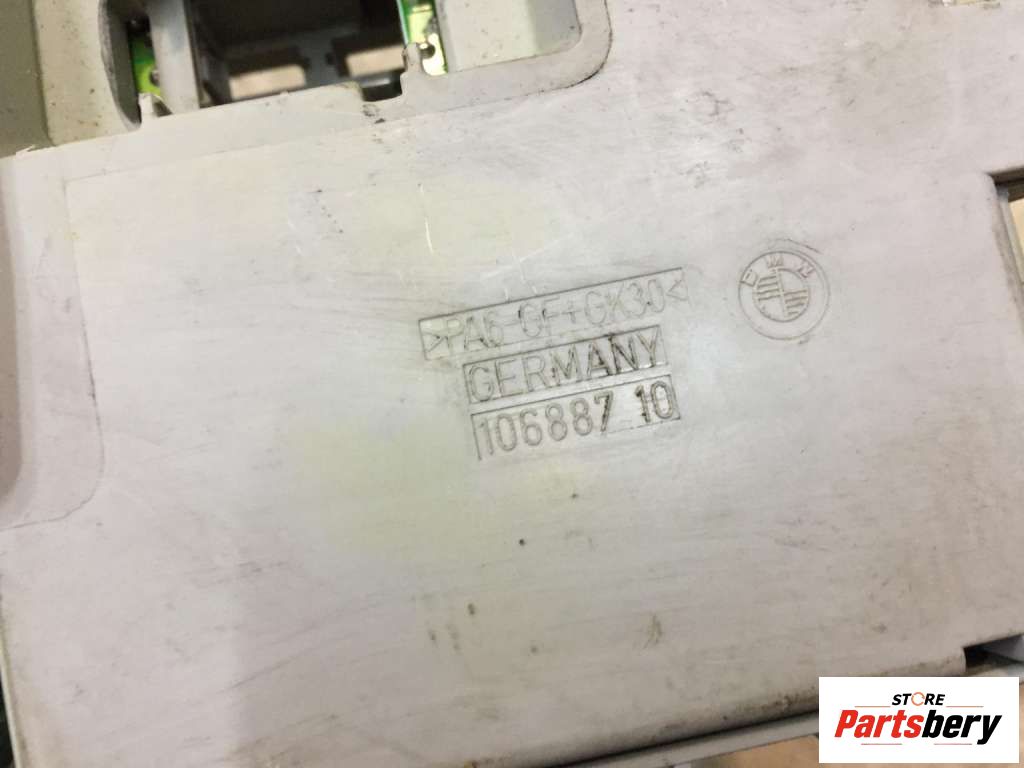 >PA6-GF+GK30<
GERMANY
106887 10
BMW
STORE
Partsbery